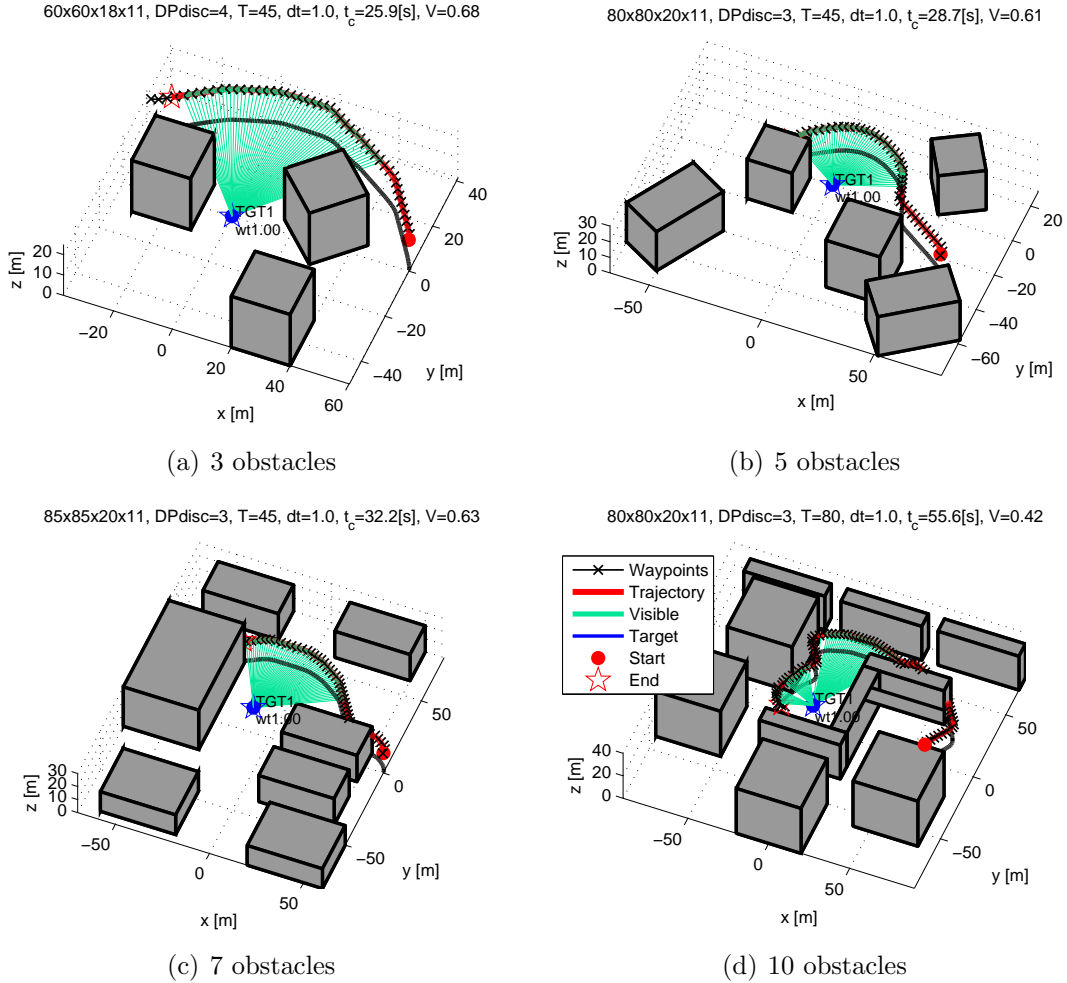 60x60x18x11, DPdisc=4, T=45, dt=1.0, t_c=25.9[s], V=0.68
TGT1
wt1.00
20
10
0
z [m]
−20
0
20
40
60
x [m]
40
20
0
−20
−40
y [m]
(a) 3 obstacles
80x80x20x11, DPdisc=3, T=45, dt=1.0, t_c=28.7[s], V=0.61
TGT1
wt1.00
30
20
10
0
z [m]
−50
0
50
x [m]
20
0
−20
−40
−60
y [m]
(b) 5 obstacles
85x85x20x11, DPdisc=3, T=45, dt=1.0, t_c=32.2[s], V=0.63
TGT1
wt1.00
30
20
10
0
z [m]
−50
0
50
x [m]
50
0
−50
y [m]
(c) 7 obstacles
80x80x20x11, DPdisc=3, T=80, dt=1.0, t_c=55.6[s], V=0.42
Waypoints
Trajectory
Visible
Target
Start
End
TGT1
wt1.00
40
20
0
z [m]
−50
0
50
x [m]
50
0
−50
y [m]
(d) 10 obstacles